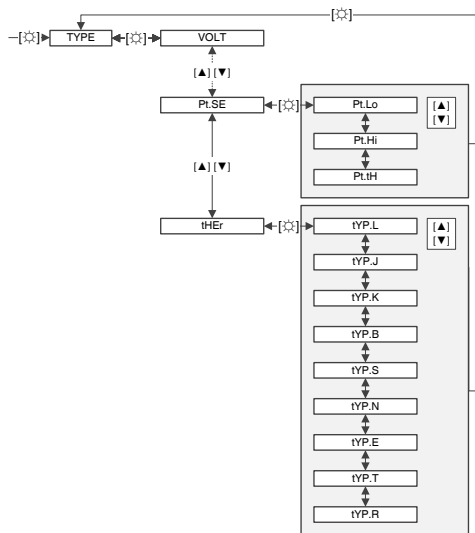 [☼]
[☼] TYPE [☼] VOLT
[▲] [▼]
Pt.SE [☼] Pt.Lo [▲]
[▼]
Pt.Hi
[▲] [▼]
Pt.tH
tHEr [☼] tYP.L [▲]
[▼]
tYP.J
tYP.K
tYP.B
tYP.S
tYP.N
tYP.E
tYP.T
tYP.R